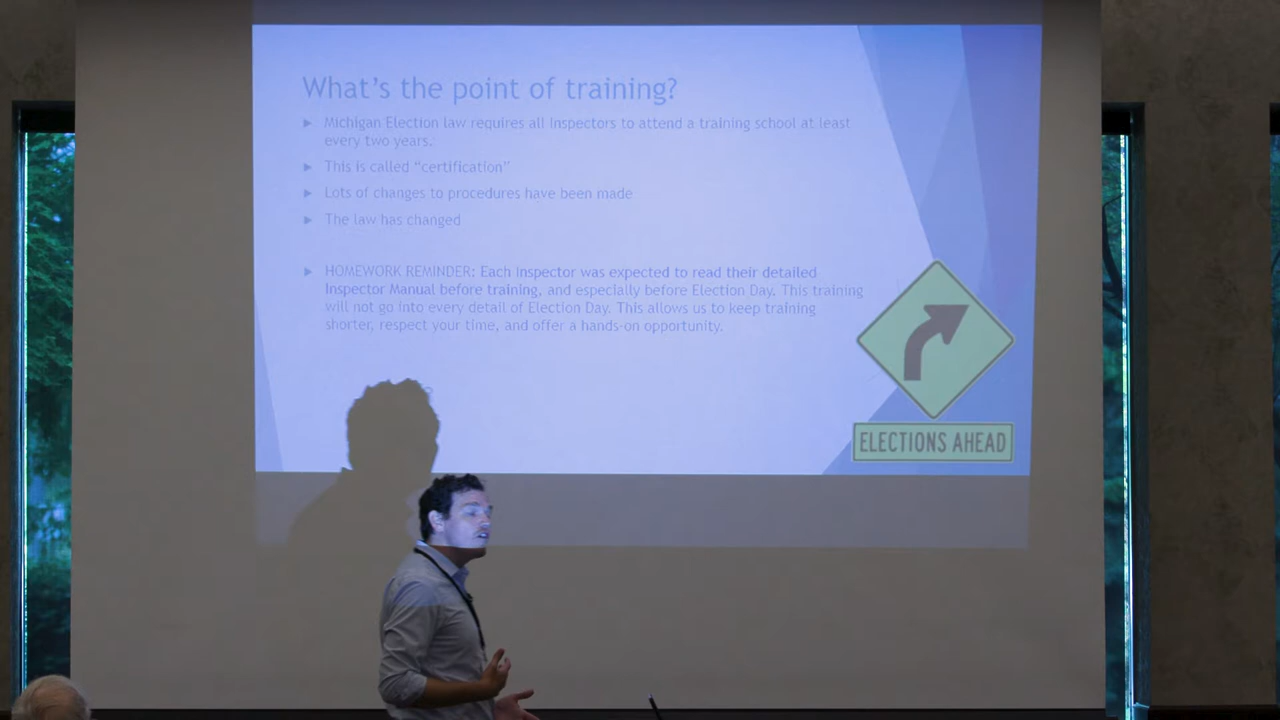 What's the point of training?
Michigan Election law requires all Inspectors to attend a training school at least
every two years.
This is called "certification"
Lots of changes to procedures have been made
The law has changed
HOMEWORK REMINDER: Each Inspector was expected to read their detailed
Inspector Manual before training, and especially before Election Day. This training
will not go into every detail of Election Day. This allows us to keep training
shorter, respect your time, and offer a hands-on opportunity.
ELECTIONS AHEAD